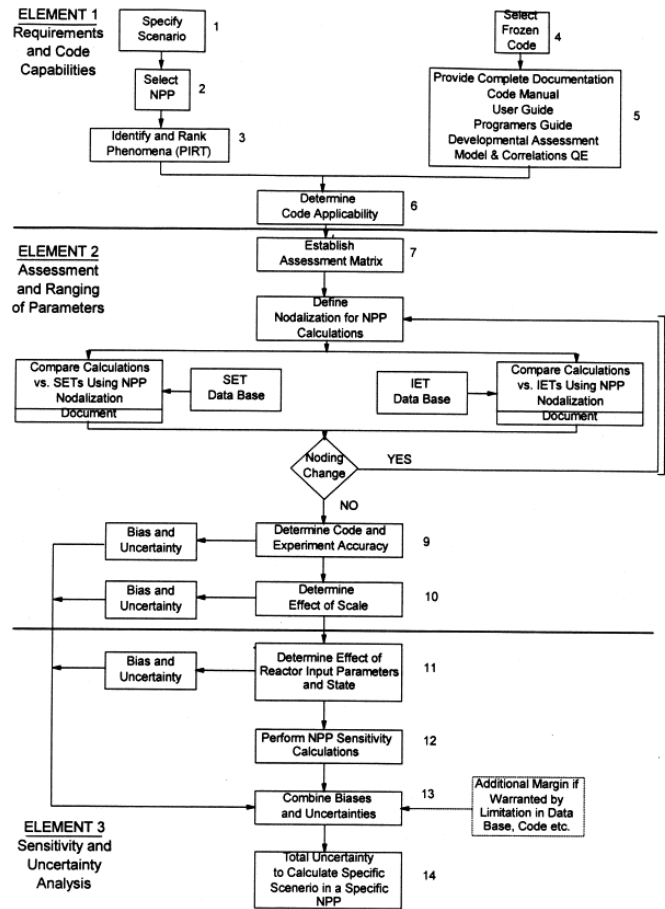 ELEMENT 1
Requirements
and Code
Capabilities
Specify
Scenario
1
Select
NPP
2
Identify and Rank
Phenomena (PIRT)
3
Select
Frozen
Code
4
Provide Complete Documentation
Code Manual
User Guide
Programers Guide
Developmental Assessment
Model & Correlations QE
5
Determine
Code Applicability
6
ELEMENT 2
Assessment
and Ranging
of Parameters
Establish
Assessment Matrix
7
Define
Nodalization for NPP
Calculations
Compare Calculations
vs. SETs Using NPP
Nodalization
Document
SET
Data Base
IET
Data Base
Compare Calculations
vs. IETs Using NPP
Nodalization
Document
Noding
Change
YES
NO
Bias and
Uncertainty
Determine Code and
Experiment Accuracy
9
Bias and
Uncertainty
Determine
Effect of Scale
10
Bias and
Uncertainty
Determine Effect of
Reactor Input Parameters
and State
11
Perform NPP Sensitivity
Calculations
12
ELEMENT 3
Sensitivity and
Uncertainty
Analysis
Combine Biases
and Uncertainties
13
Additional Margin if
Warranted by
Limitation in Data
Base, Code etc.
Total Uncertainty
to Calculate Specific
Scenerio in a Specific
NPP
14